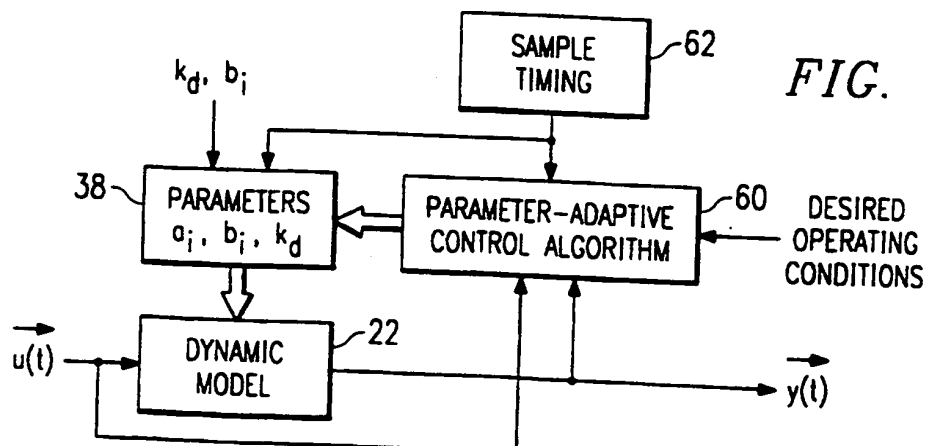 SAMPLE
TIMING
62
FIG.
k_d, b_i
38
PARAMETERS
a_i, b_i, k_d
PARAMETER-ADAPTIVE
CONTROL ALGORITHM
60
DESIRED
OPERATING
CONDITIONS
u(t)
DYNAMIC
MODEL
22
y(t)